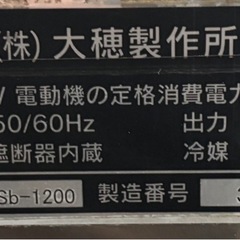 (株) 大穂製作所
電動機の定格消費電力
50/60Hz 出力
遮断器内蔵 冷媒
Sb-1200 製造番号